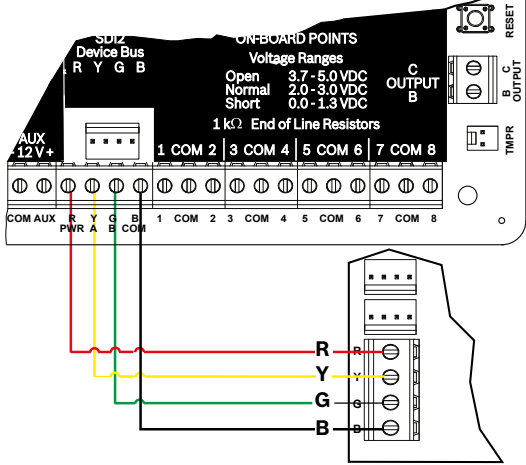 SDI2
Device Bus
R Y G B
ON-BOARD POINTS
Voltage Ranges
Open 3.7 - 5.0 VDC
Normal 2.0 - 3.0 VDC
Short 0.0 - 1.3 VDC
1 kΩ End of Line Resistors
C
OUTPUT
B
RESET
C
B
OUTPUT
TMPR
AUX
12V+
1 COM 2 3 COM 4 5 COM 6 7 COM 8
COM AUX R Y G B 1 COM 2 3 COM 4 5 COM 6 7 COM 8
PWR A B COM
R R
Y Y
G G
B B